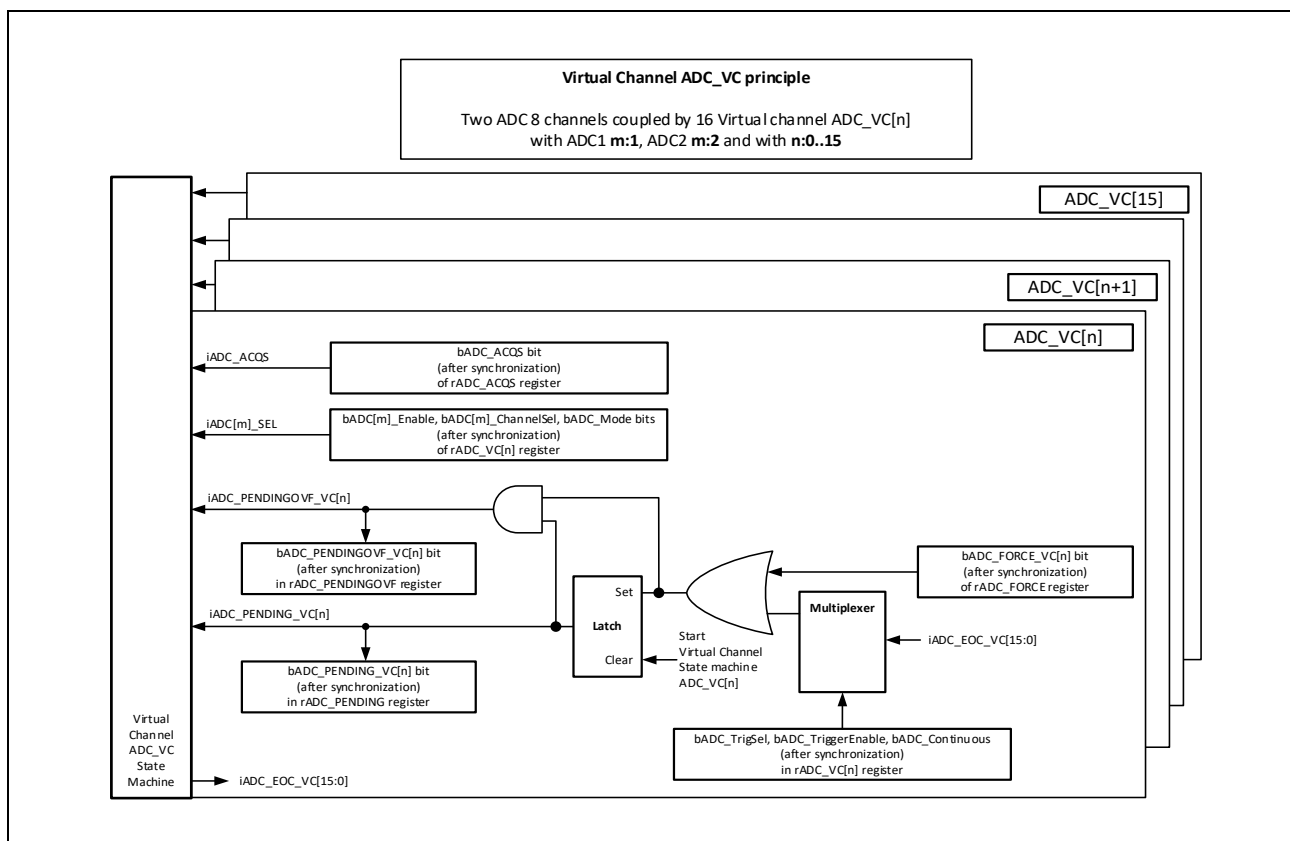 Virtual Channel ADC_VC principle
Two ADC 8 channels coupled by 16 Virtual channel ADC_VC[n]
with ADC1 m:1, ADC2 m:2 and with n:0..15
ADC_VC[15]
ADC_VC[n+1]
ADC_VC[n]
iADC_ACQS
bADC_ACQS bit
(after synchronization)
of rADC_ACQS register
iADC[m]_SEL
bADC[m]_Enable, bADC[m]_ChannelSel, bADC_Mode bits
(after synchronization)
of rADC_VC[n] register
iADC_PENDINGOVF_VC[n]
bADC_PENDINGOVF_VC[n] bit
(after synchronization)
in rADC_PENDINGOVF register
bADC_FORCE_VC[n] bit
(after synchronization)
of rADC_FORCE register
Set
Latch
Clear
Multiplexer
iADC_PENDING_VC[n]
Start
Virtual Channel
State machine
ADC_VC[n]
iADC_EOC_VC[15:0]
bADC_PENDING_VC[n] bit
(after synchronization)
in rADC_PENDING register
bADC_TrigSel, bADC_TriggerEnable, bADC_Continuous
(after synchronization)
in rADC_VC[n] register
Virtual
Channel
ADC_VC
State
Machine
iADC_EOC_VC[15:0]